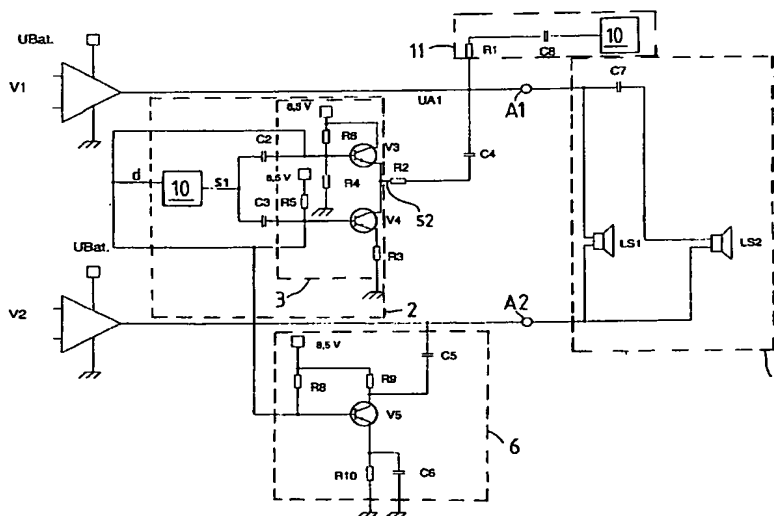 UBat.
11
10
R1
C8
V1
UA1
A1
C7
8,5 V
R6
V3
C2
8,5 V
R2
C4
d
10
S1
R4
S2
R5
C3
V4
LS1
LS2
UBat.
R3
3
2
A2
V2
8,5 V
C5
R8
R9
V5
6
R10
C6